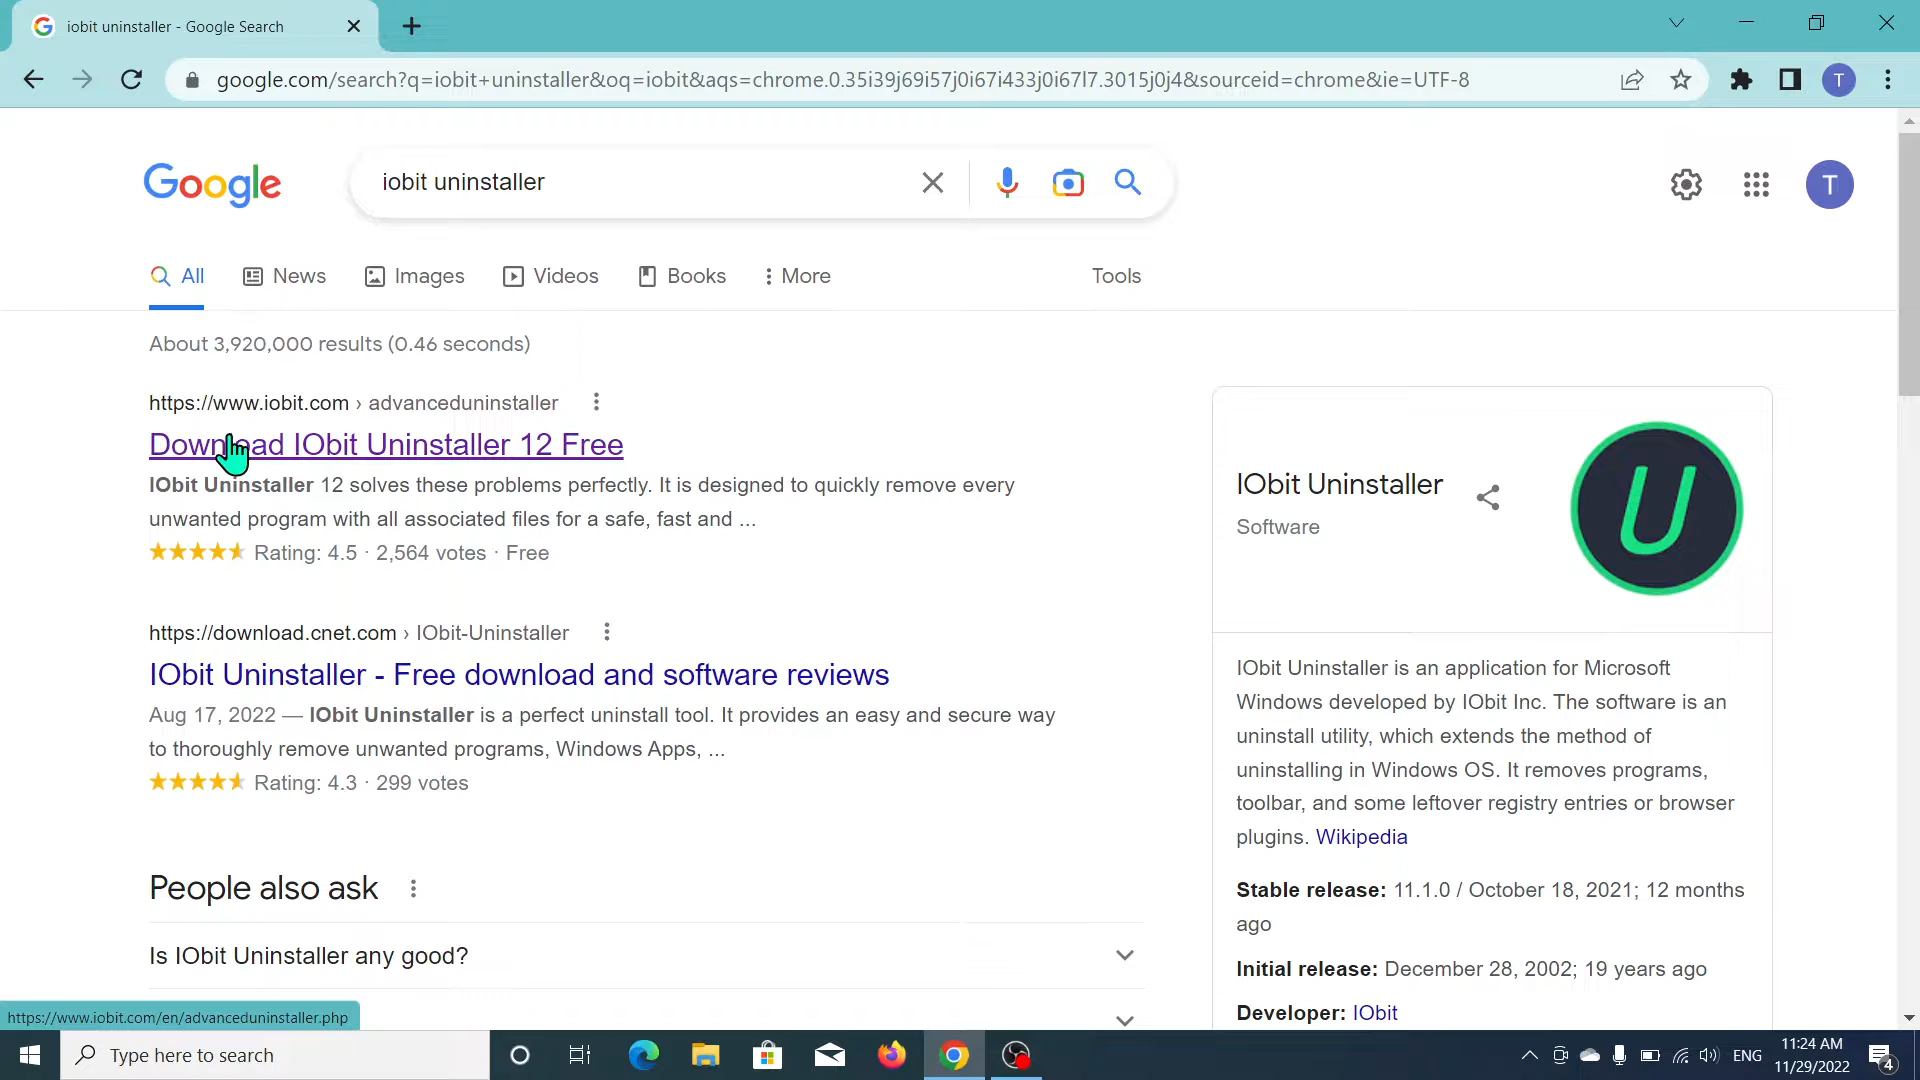 iobit uninstaller - Google Search
google.com/search?q=iobit+uninstaller&oq=iobit&aqs=chrome.0.35i39j69i57j0i67i433j0i67l7.3015j0j4&sourceid=chrome&ie=UTF-8
T
Google
iobit uninstaller
T
All
News
Images
Videos
Books
More
Tools
About 3,920,000 results (0.46 seconds)
https://www.iobit.com › advanceduninstaller
Download IObit Uninstaller 12 Free
IObit Uninstaller 12 solves these problems perfectly. It is designed to quickly remove every
unwanted program with all associated files for a safe, fast and ...
Rating: 4.5 · 2,564 votes · Free
https://download.cnet.com › IObit-Uninstaller
IObit Uninstaller - Free download and software reviews
Aug 17, 2022 — IObit Uninstaller is a perfect uninstall tool. It provides an easy and secure way
to thoroughly remove unwanted programs, Windows Apps, ...
Rating: 4.3 · 299 votes
People also ask
Is IObit Uninstaller any good?
IObit Uninstaller
Software
U
IObit Uninstaller is an application for Microsoft
Windows developed by IObit Inc. The software is an
uninstall utility, which extends the method of
uninstalling in Windows OS. It removes programs,
toolbar, and some leftover registry entries or browser
plugins. Wikipedia
Stable release: 11.1.0 / October 18, 2021; 12 months
ago
Initial release: December 28, 2002; 19 years ago
Developer: IObit
https://www.iobit.com/en/advanceduninstaller.php
Type here to search
ENG
11:24 AM
11/29/2022
4